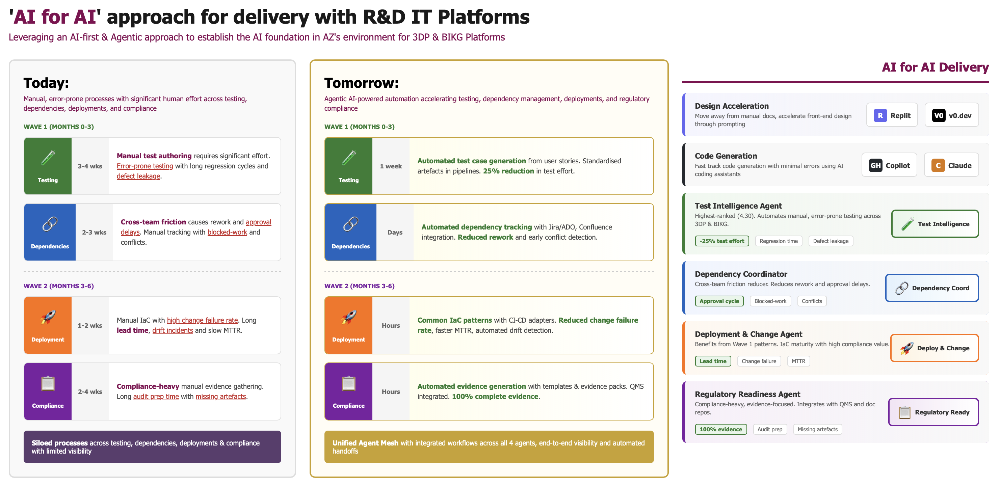 'AI for AI' approach for delivery with R&D IT Platforms
Leveraging an AI-first & Agentic approach to establish the AI foundation in AZ's environment for 3DP & BIKG Platforms
Today:
Manual, error-prone processes with significant human effort across testing,
dependencies, deployments, and compliance
WAVE 1 (MONTHS 0-3)
Testing
3-4 wks
Manual test authoring requires significant effort.
Error-prone testing with long regression cycles and
defect leakage.
Dependencies
2-3 wks
Cross-team friction causes rework and approval
delays. Manual tracking with blocked-work and
conflicts.
WAVE 2 (MONTHS 3-6)
Deployment
1-2 wks
Manual IaC with high change failure rate. Long
lead time, drift incidents and slow MTTR.
Compliance
2-4 wks
Compliance-heavy manual evidence gathering.
Long audit prep time with missing artefacts.
Siloed processes across testing, dependencies, deployments & compliance
with limited visibility
Tomorrow:
Agentic AI-powered automation accelerating testing, dependency management, deployments, and regulatory
compliance
WAVE 1 (MONTHS 0-3)
Testing
1 week
Automated test case generation from user stories. Standardised
artefacts in pipelines. 25% reduction in test effort.
Dependencies
Days
Automated dependency tracking with Jira/ADO, Confluence
integration. Reduced rework and early conflict detection.
WAVE 2 (MONTHS 3-6)
Deployment
Hours
Common IaC patterns with CI-CD adapters. Reduced change failure
rate, faster MTTR, automated drift detection.
Compliance
Hours
Automated evidence generation with templates & evidence packs. QMS
integrated. 100% complete evidence.
Unified Agent Mesh with integrated workflows across all 4 agents, end-to-end visibility and automated
handoffs
AI for AI Delivery
Design Acceleration
Move away from manual docs, accelerate front-end design
through prompting
R Replit
V0 v0.dev
Code Generation
Fast track code generation with minimal errors using AI
coding assistants
GH Copilot
C Claude
Test Intelligence Agent
Highest-ranked (4.30). Automates manual, error-prone testing across
3DP & BIKG.
-25% test effort
Regression time
Defect leakage
Test Intelligence
Dependency Coordinator
Cross-team friction reducer. Reduces rework and approval delays.
Approval cycle
Blocked-work
Conflicts
Dependency Coord
Deployment & Change Agent
Benefits from Wave 1 patterns. IaC maturity with high compliance value.
Lead time
Change failure
MTTR
Deploy & Change
Regulatory Readiness Agent
Compliance-heavy, evidence-focused. Integrates with QMS and doc
repos.
100% evidence
Audit prep
Missing artefacts
Regulatory Ready